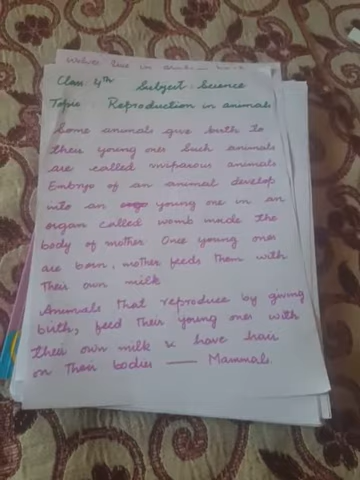 Class 4th Subject: Science
Topic Reproduction in animals
Some animals give birth to
their young ones Such animals
are called viviparous animals
Embryo of an animal develop
into an young one in an
organ called womb inside the
body of mother Once young ones
are born, mother feeds them with
their own milk
Animals that reproduce by giving
birth, feed their young ones with
their own milk & have hair
on their bodies —— Mammals.